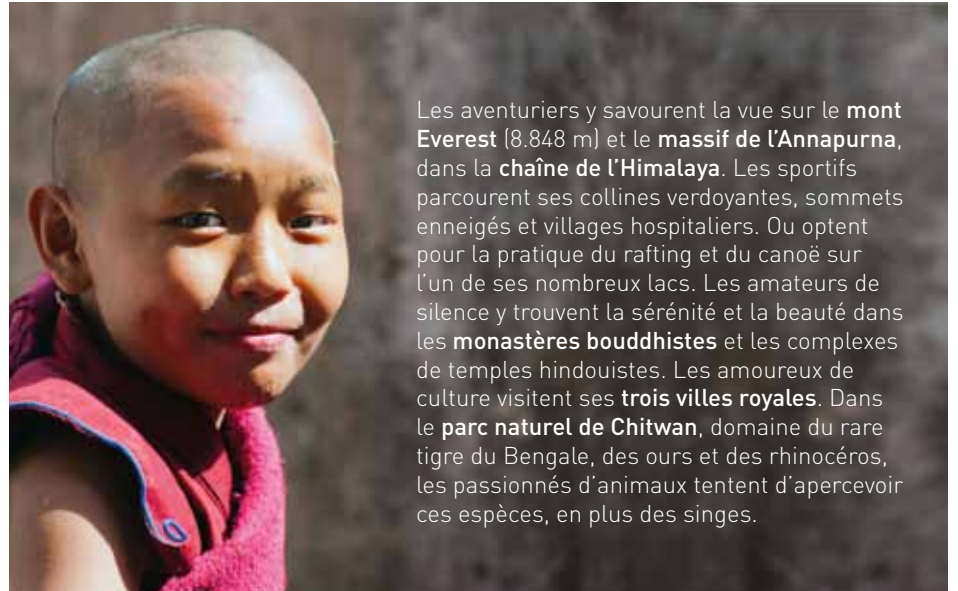 Les aventuriers y savourent la vue sur le mont
Everest (8.848 m) et le massif de l’Annapurna,
dans la chaîne de l’Himalaya. Les sportifs
parcourent ses collines verdoyantes, sommets
enneigés et villages hospitaliers. Ou optent
pour la pratique du rafting et du canoë sur
l’un de ses nombreux lacs. Les amateurs de
silence y trouvent la sérénité et la beauté dans
les monastères bouddhistes et les complexes
de temples hindouistes. Les amoureux de
culture visitent ses trois villes royales. Dans
le parc naturel de Chitwan, domaine du rare
tigre du Bengale, des ours et des rhinocéros,
les passionnés d’animaux tentent d’apercevoir
ces espèces, en plus des singes.